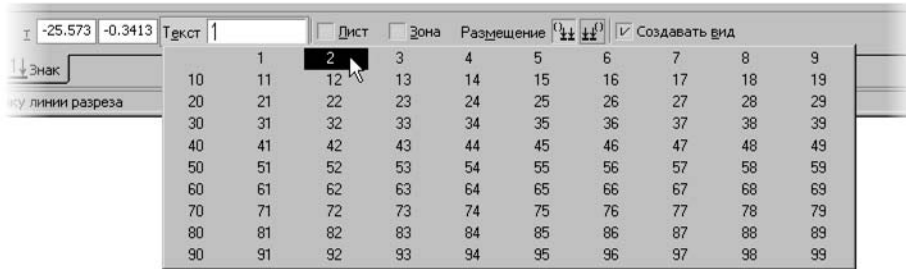 т -25.573 -0.3413 Текст 1 Лист Зона Размещение Создавать вид
Знак
1 2 3 4 5 6 7 8 9
ку линии разреза
10 11 12 13 14 15 16 17 18 19
20 21 22 23 24 25 26 27 28 29
30 31 32 33 34 35 36 37 38 39
40 41 42 43 44 45 46 47 48 49
50 51 52 53 54 55 56 57 58 59
60 61 62 63 64 65 66 67 68 69
70 71 72 73 74 75 76 77 78 79
80 81 82 83 84 85 86 87 88 89
90 91 92 93 94 95 96 97 98 99